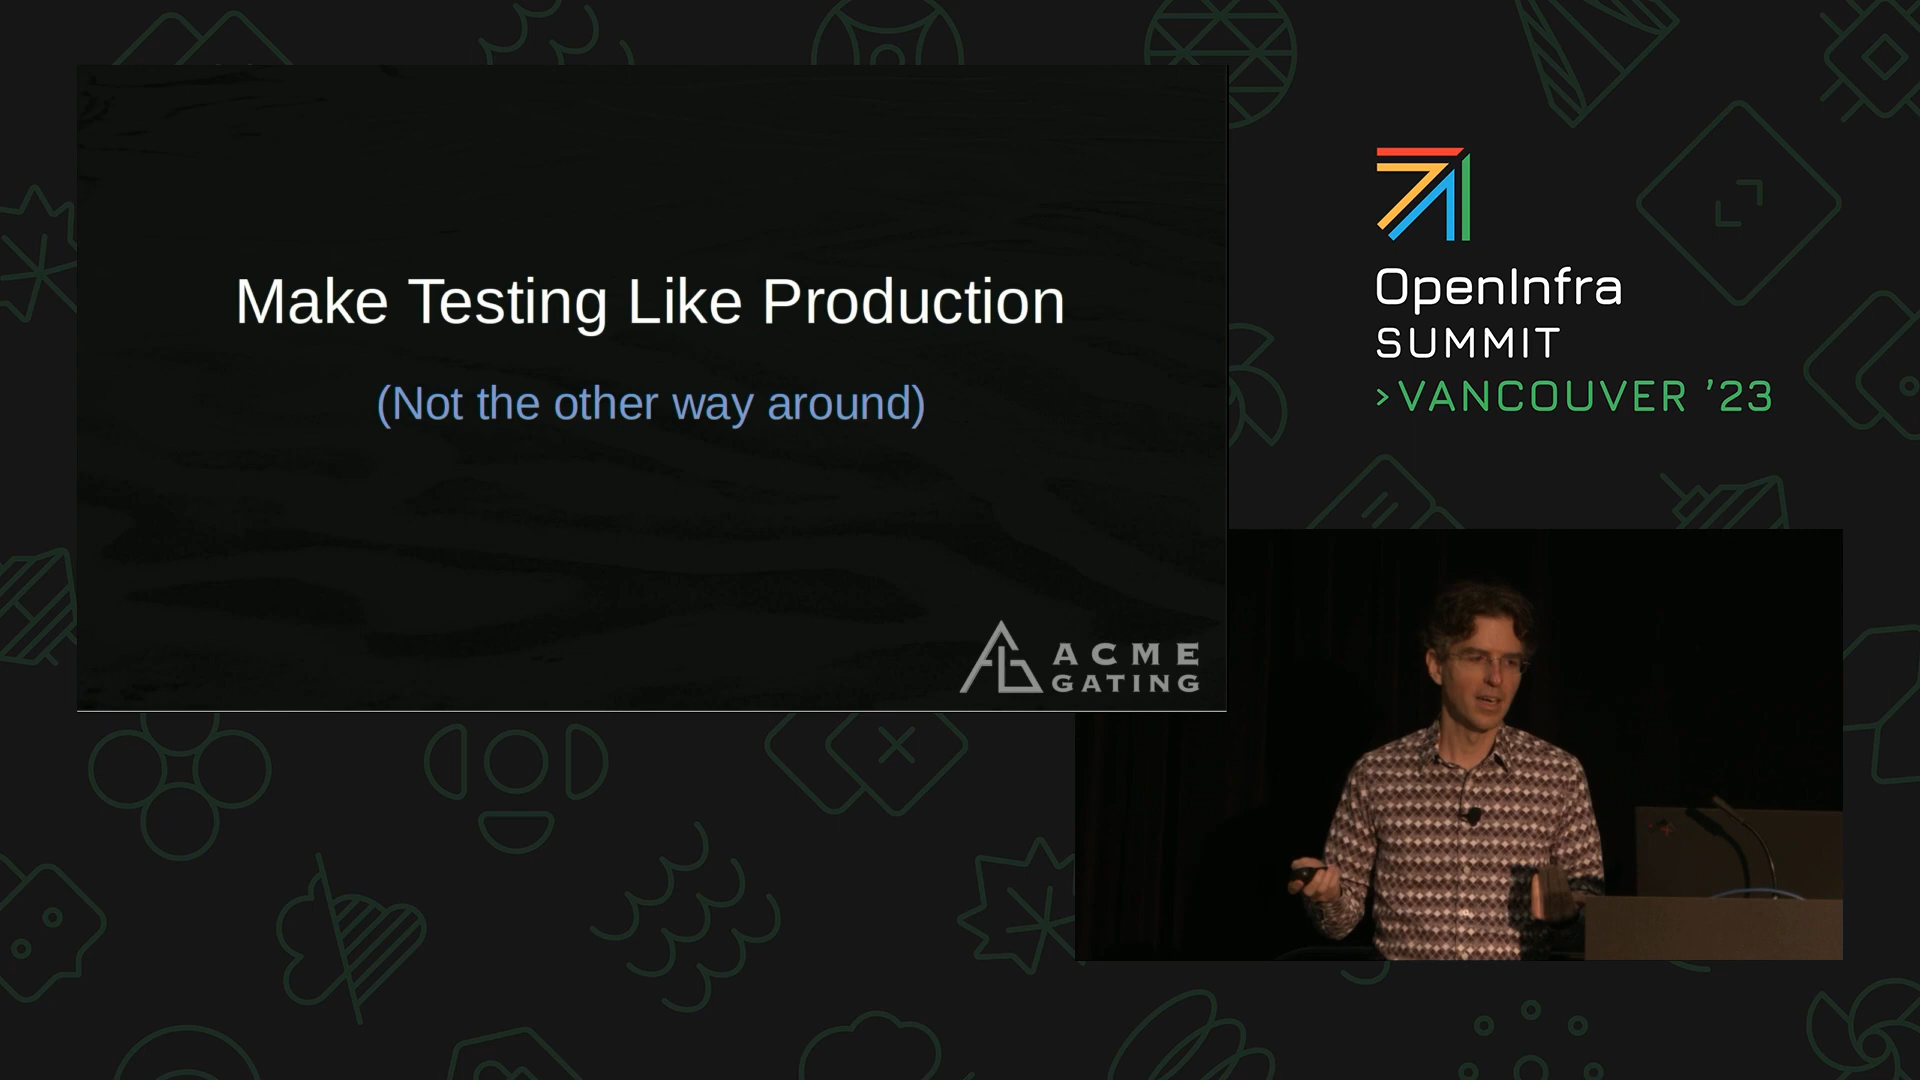 Make Testing Like Production
(Not the other way around)
ACME
GATING
OpenInfra
SUMMIT
>VANCOUVER ’23